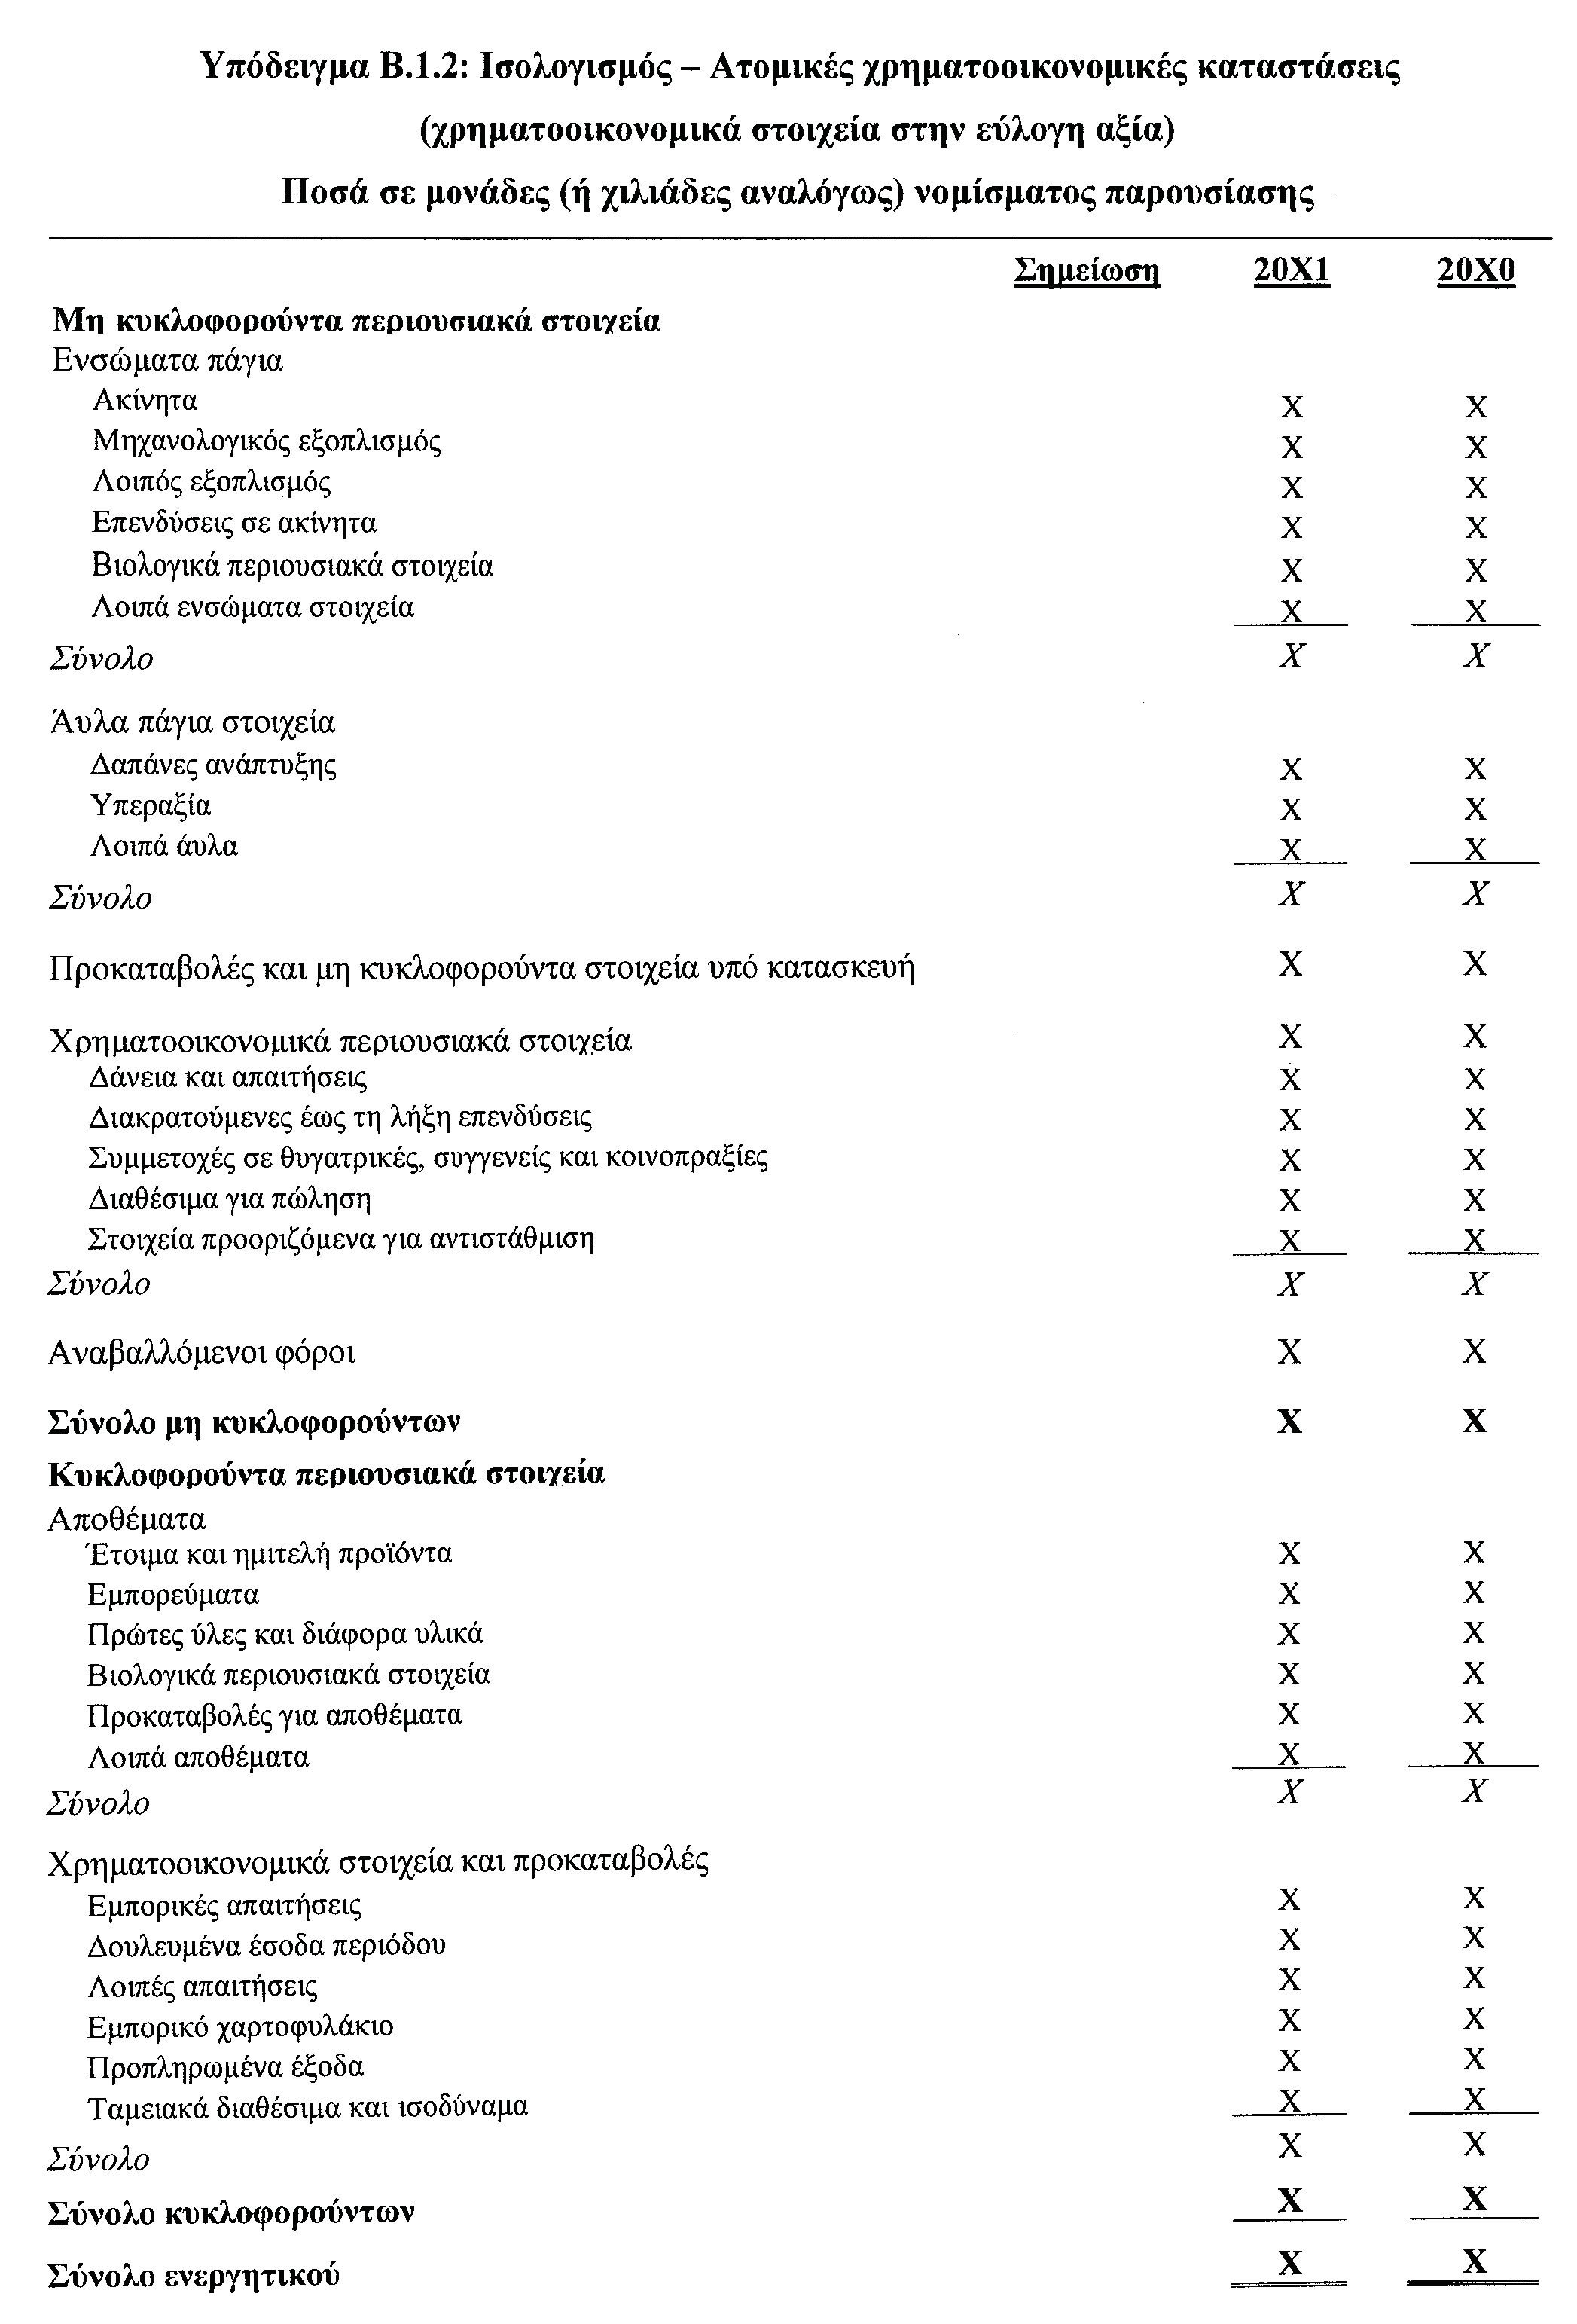 Υπόδειγμα Β.1.2: Ισολογισμός – Ατομικές χρηματοοικονομικές καταστάσεις
(χρηματοοικονομικά στοιχεία στην εύλογη αξία)
Ποσά σε μονάδες (ή χιλιάδες αναλόγως) νομίσματος παρουσίασης
Σημείωση 20X1 20X0
Μη κυκλοφορούντα περιουσιακά στοιχεία
Ενσώματα πάγια
Ακίνητα X X
Μηχανολογικός εξοπλισμός X X
Λοιπός εξοπλισμός X X
Επενδύσεις σε ακίνητα X X
Βιολογικά περιουσιακά στοιχεία X X
Λοιπά ενσώματα στοιχεία X X
Σύνολο X X
Άυλα πάγια στοιχεία
Δαπάνες ανάπτυξης X X
Υπεραξία X X
Λοιπά άυλα X X
Σύνολο X X
Προκαταβολές και μη κυκλοφορούντα στοιχεία υπό κατασκευή X X
Χρηματοοικονομικά περιουσιακά στοιχεία X X
Δάνεια και απαιτήσεις X X
Διακρατούμενες έως τη λήξη επενδύσεις X X
Συμμετοχές σε θυγατρικές, συγγενείς και κοινοπραξίες X X
Διαθέσιμα για πώληση X X
Στοιχεία προοριζόμενα για αντιστάθμιση X X
Σύνολο X X
Αναβαλλόμενοι φόροι X X
Σύνολο μη κυκλοφορούντων X X
Κυκλοφορούντα περιουσιακά στοιχεία
Αποθέματα
Έτοιμα και ημιτελή προϊόντα X X
Εμπορεύματα X X
Πρώτες ύλες και διάφορα υλικά X X
Βιολογικά περιουσιακά στοιχεία X X
Προκαταβολές για αποθέματα X X
Λοιπά αποθέματα X X
Σύνολο X X
Χρηματοοικονομικά στοιχεία και προκαταβολές
Εμπορικές απαιτήσεις X X
Δουλευμένα έσοδα περιόδου X X
Λοιπές απαιτήσεις X X
Εμπορικό χαρτοφυλάκιο X X
Προπληρωμένα έξοδα X X
Ταμειακά διαθέσιμα και ισοδύναμα X X
Σύνολο X X
Σύνολο κυκλοφορούντων X X
Σύνολο ενεργητικού X X